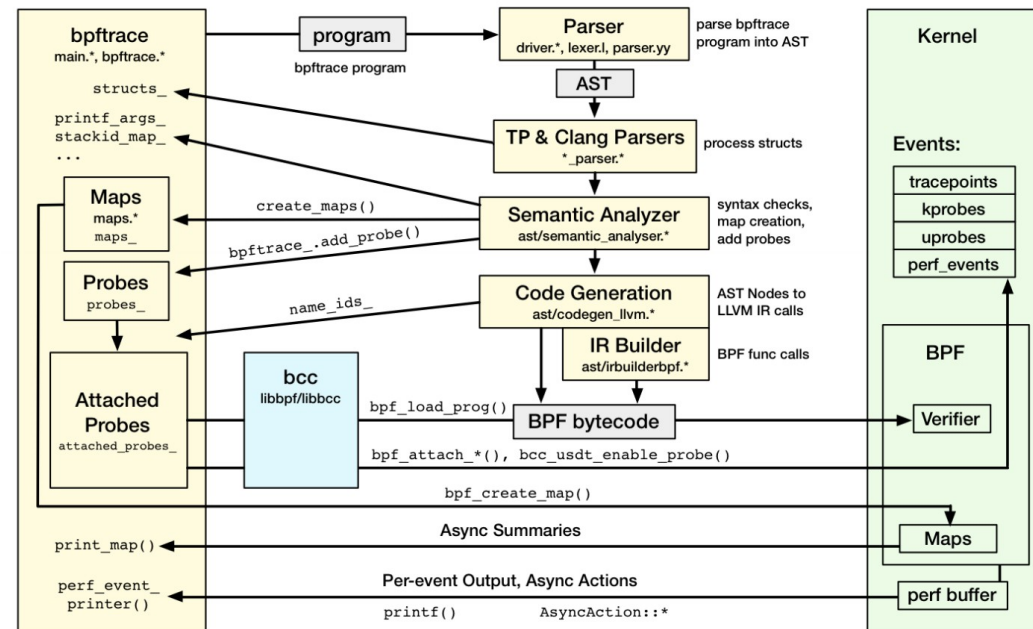 bpftrace
main.*, bpftrace.*
program
bpftrace program
Parser
driver.*, lexer.l, parser.yy
parse bpftrace
program into AST
Kernel
AST
structs_
printf_args_
stackid_map_
...
TP & Clang Parsers
*_parser.*
process structs
Events:
tracepoints
kprobes
uprobes
perf_events
Maps
maps.*
maps_
create_maps()
bpftrace_.add_probe()
Semantic Analyzer
ast/semantic_analyser.*
syntax checks,
map creation,
add probes
Probes
probes_
name_ids_
Code Generation
ast/codegen_llvm.*
AST Nodes to
LLVM IR calls
IR Builder
ast/irbuilderbpf.*
BPF func calls
BPF
Attached
Probes
attached_probes_
bcc
libbpf/libbcc
bpf_load_prog()
BPF bytecode
Verifier
bpf_attach_*(), bcc_usdt_enable_probe()
bpf_create_map()
Async Summaries
print_map()
Maps
Per-event Output, Async Actions
perf_event_
printer()
printf()
AsyncAction::*
perf buffer